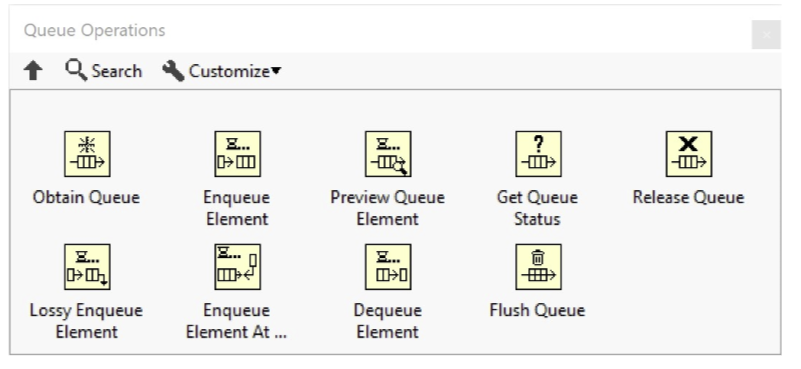 Queue Operations
Search Customize▾
Obtain Queue
Enqueue
Element
Preview Queue
Element
Get Queue
Status
Release Queue
Lossy Enqueue
Element
Enqueue
Element At ...
Dequeue
Element
Flush Queue